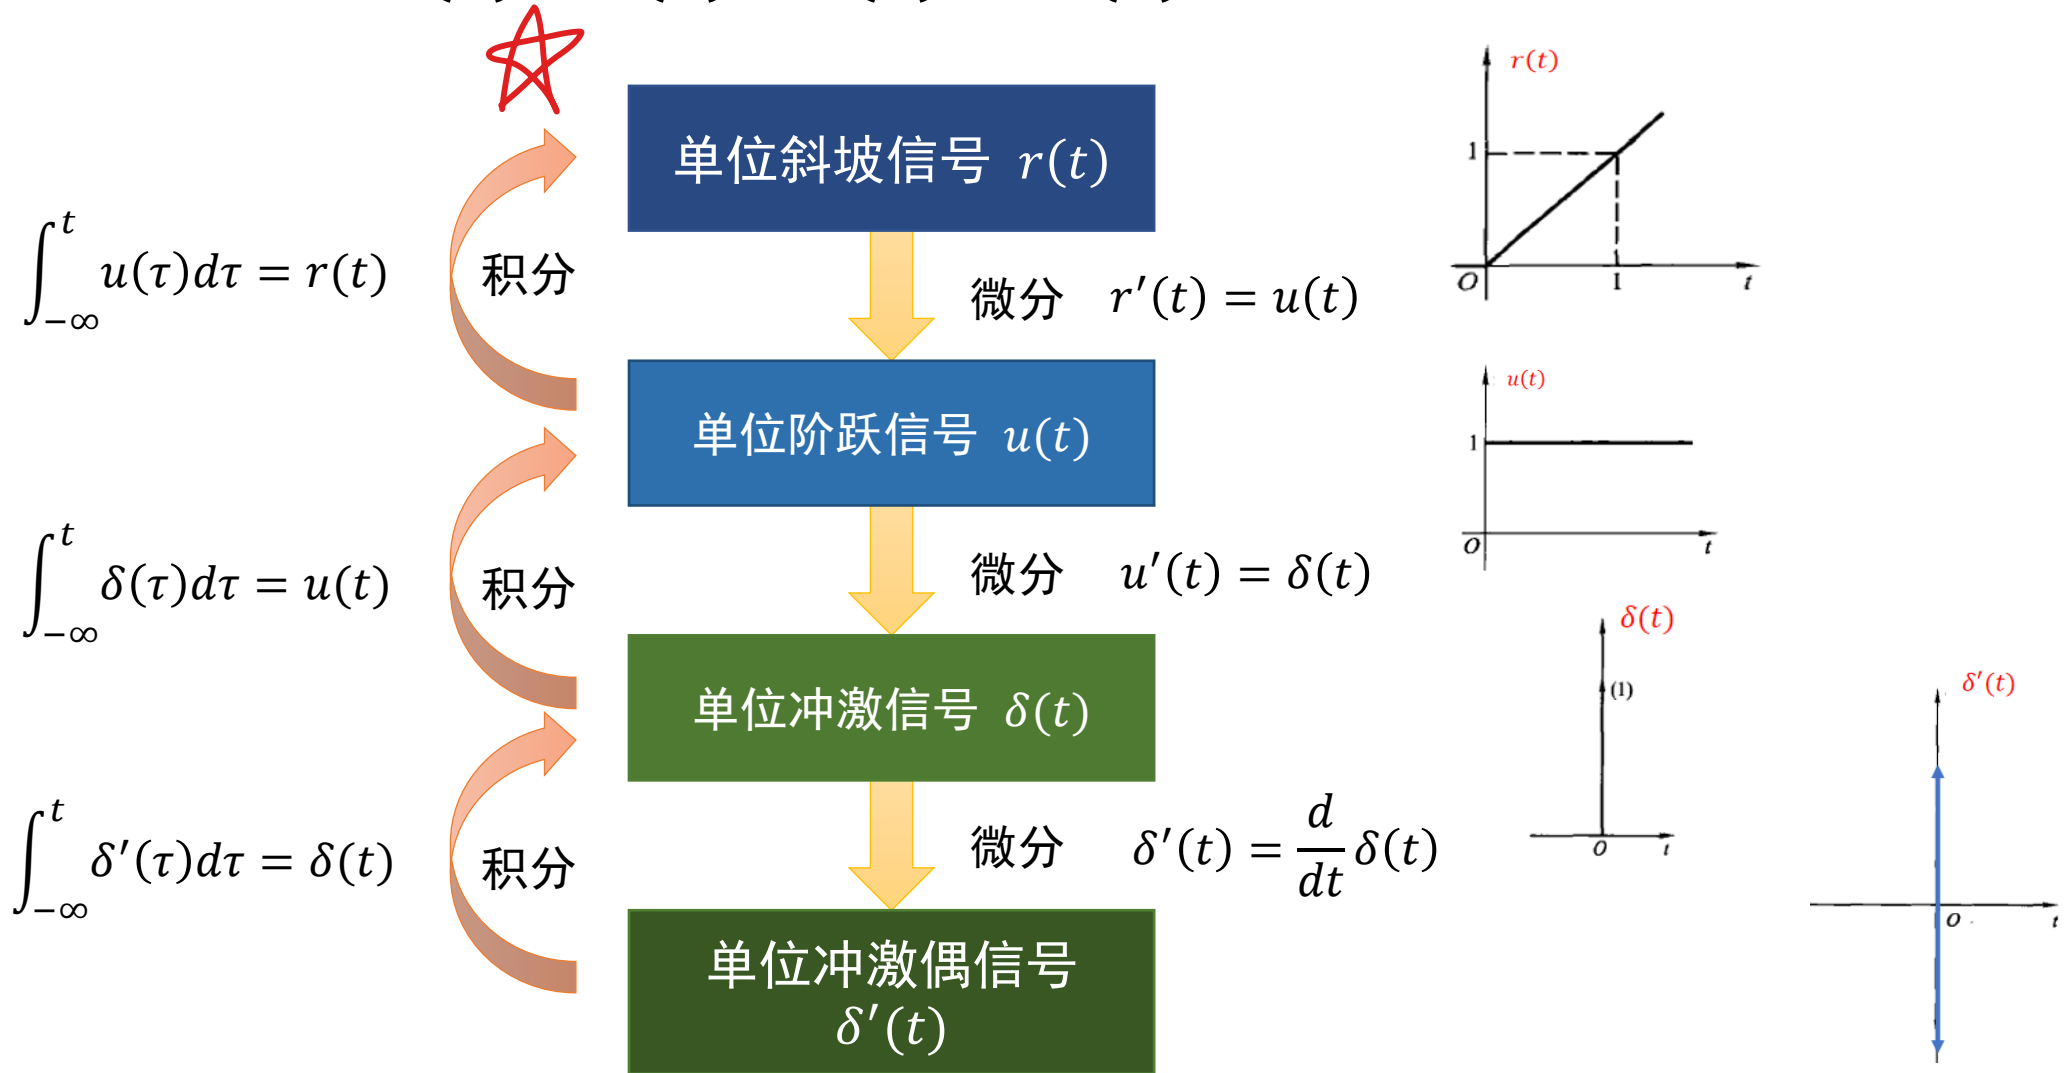 单位斜坡信号 r(t)
∫_{-∞}^{t} u(τ)dτ = r(t)
积分
微分 r′(t) = u(t)
单位阶跃信号 u(t)
∫_{-∞}^{t} δ(τ)dτ = u(t)
积分
微分 u′(t) = δ(t)
单位冲激信号 δ(t)
∫_{-∞}^{t} δ′(τ)dτ = δ(t)
积分
微分 δ′(t) = d/dt δ(t)
单位冲激偶信号
δ′(t)
r(t)
1
O 1 t
u(t)
1
O t
δ(t)
(1)
O t
δ′(t)
O t